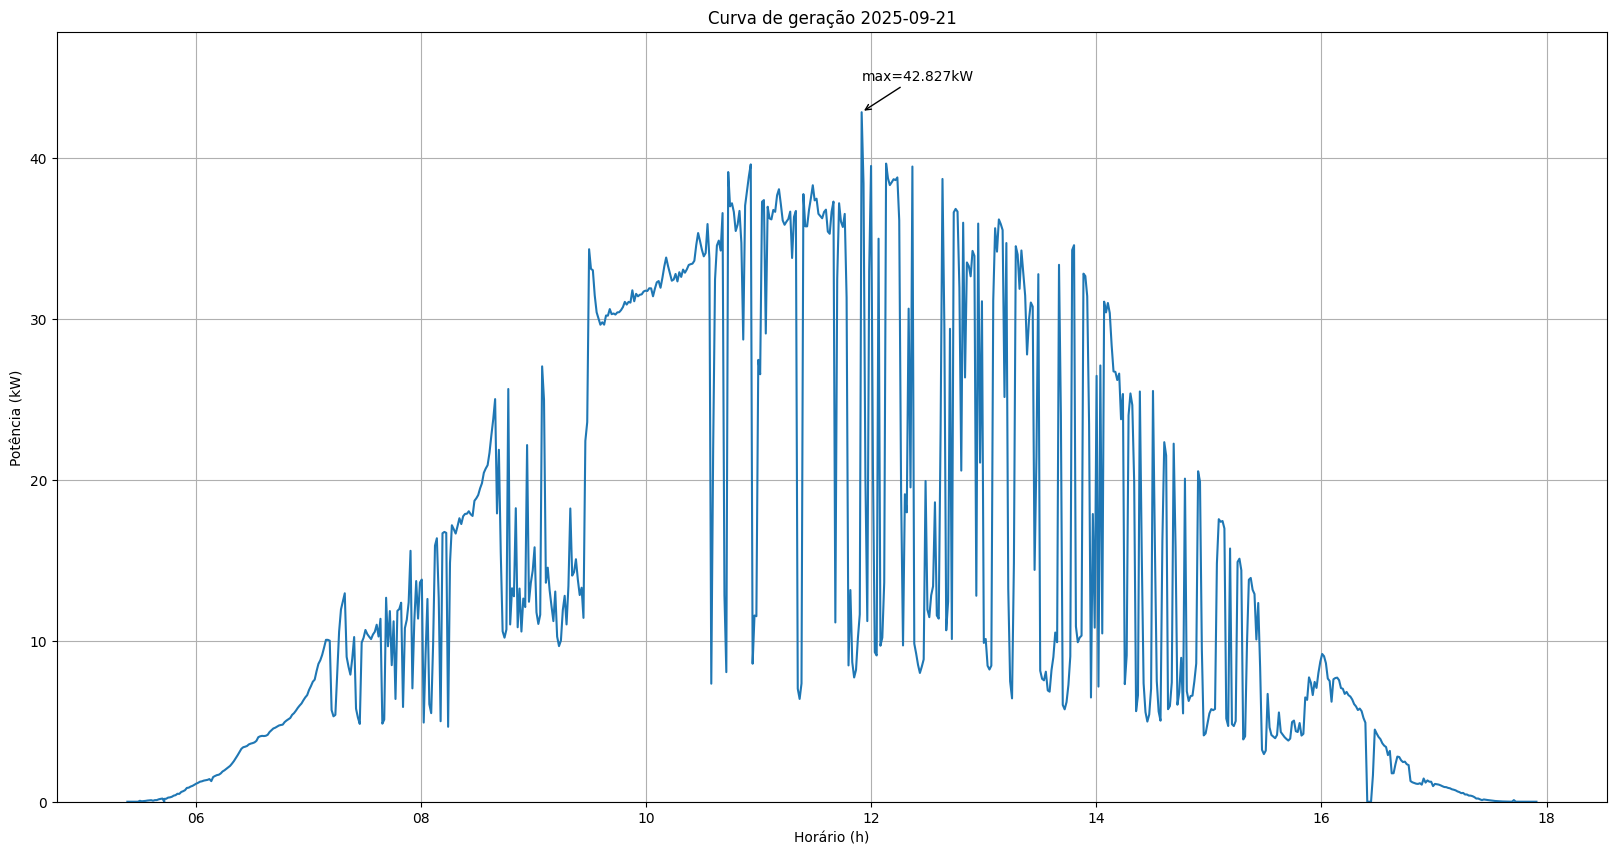 Curva de geração 2025-09-21
max=42.827kW
Potência (kW)
40
30
20
10
0
06 08 10 12 14 16 18
Horário (h)